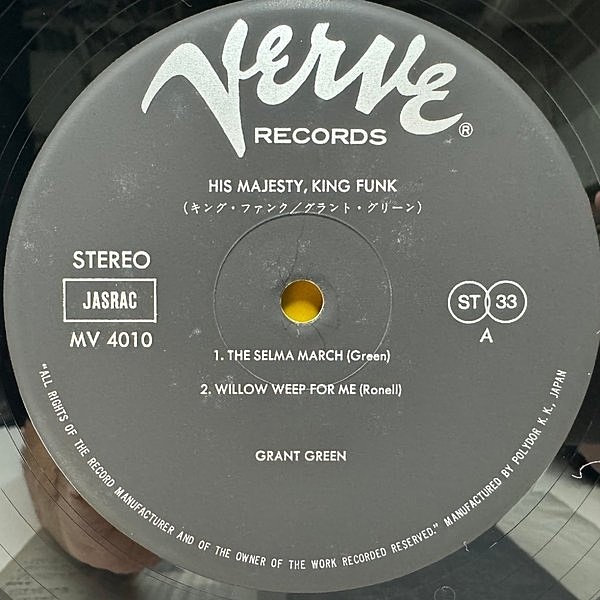 Verve
RECORDS ®
HIS MAJESTY, KING FUNK
(キング・ファンク/グラント・グリーン)
STEREO
JASRAC
MV 4010
ST 33
A
1. THE SELMA MARCH (Green)
2. WILLOW WEEP FOR ME (Ronell)
GRANT GREEN
"ALL RIGHTS OF THE RECORD MANUFACTURER AND OF THE OWNER OF THE WORK RECORDED RESERVED." MANUFACTURED BY POLYDOR K. K., JAPAN